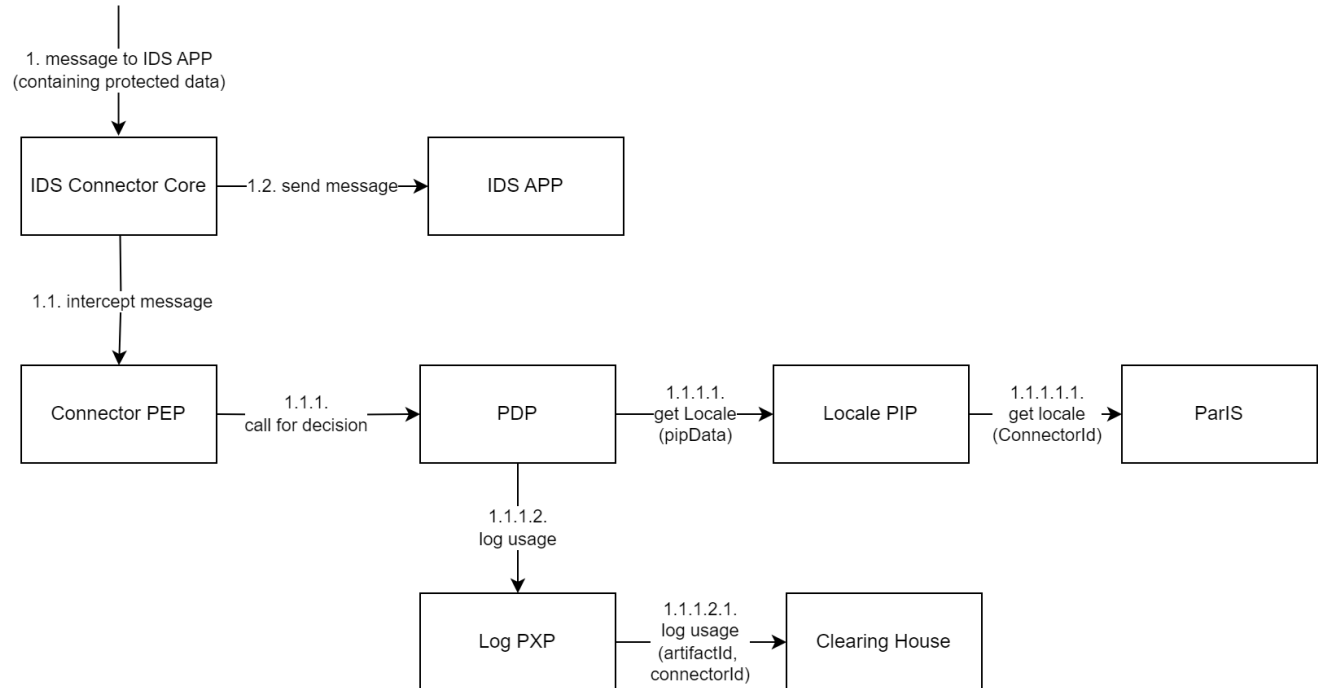 1. message to IDS APP
(containing protected data)
IDS Connector Core
1.2. send message
IDS APP
1.1. intercept message
Connector PEP
1.1.1.
call for decision
PDP
1.1.1.1.
get Locale
(pipData)
Locale PIP
1.1.1.1.1.
get locale
(ConnectorId)
ParIS
1.1.1.2.
log usage
Log PXP
1.1.1.2.1.
log usage
(artifactId,
connectorId)
Clearing House